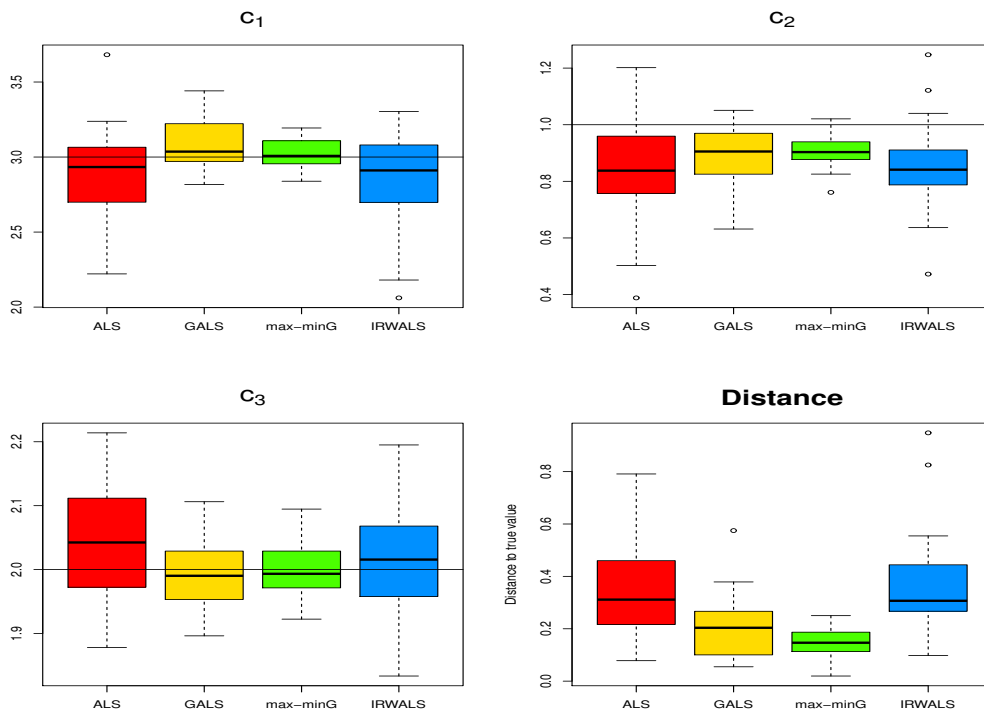 c₁
3.5
3.0
2.5
2.0
ALS GALS max−minG IRWALS
c₂
1.2
1.0
0.8
0.6
0.4
ALS GALS max−minG IRWALS
c₃
2.2
2.1
2.0
1.9
ALS GALS max−minG IRWALS
Distance
Distance to true value
0.8
0.6
0.4
0.2
0.0
ALS GALS max−minG IRWALS